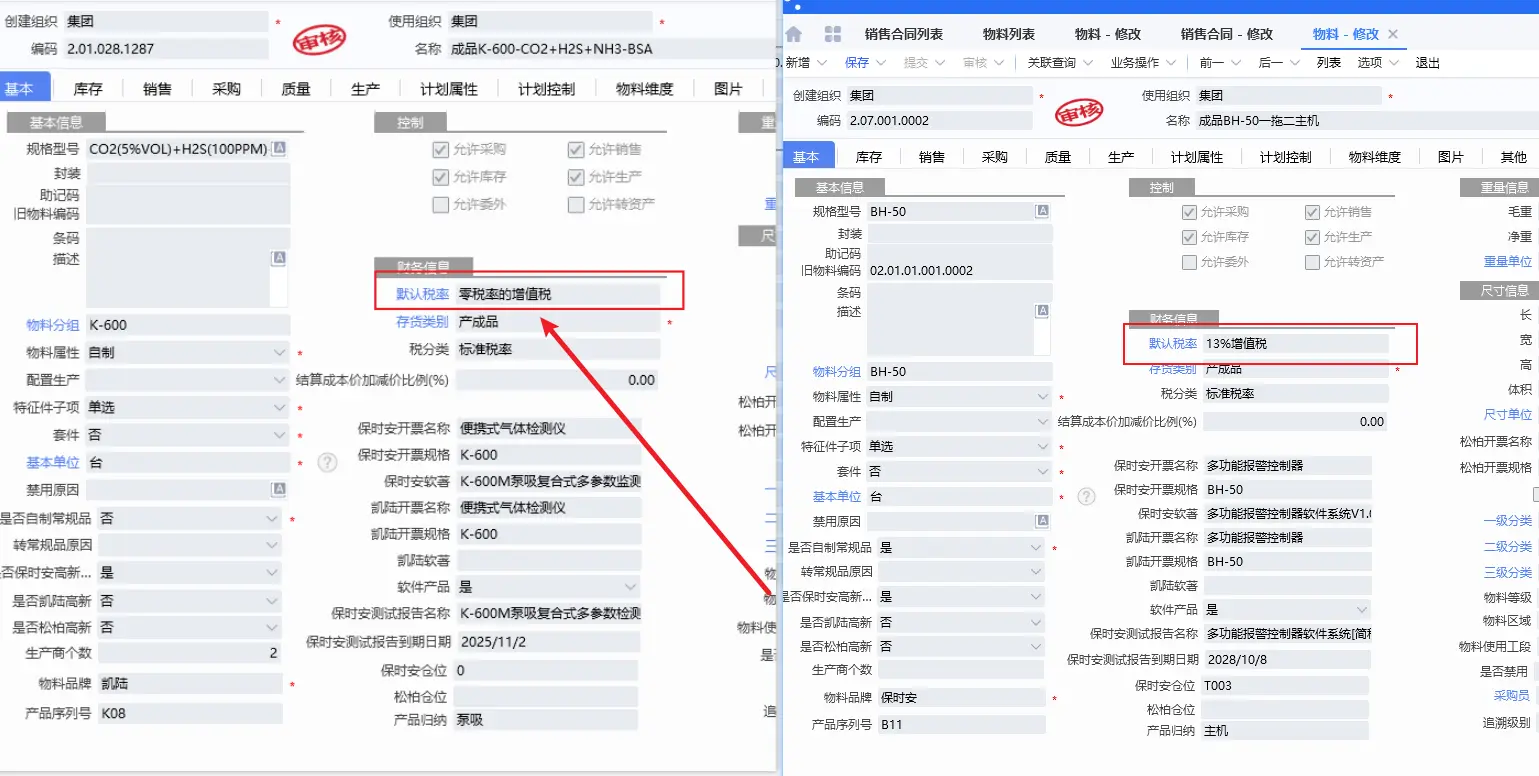 创建组织 集团 * 审核 使用组织 集团 *
编码 2.01.028.1287 名称 成品K-600-CO2+H2S+NH3-BSA
基本 库存 销售 采购 质量 生产 计划属性 计划控制 物料维度 图片
基本信息 控制
规格型号 CO2(5%VOL)+H2S(100PPM) A 允许采购 允许销售
封装 允许库存 允许生产
助记码
旧物料编码 允许委外 允许转资产
条码
描述 A
财务信息
默认税率 零税率的增值税
物料分组 K-600 存货类别 产成品 *
物料属性 自制 * 税分类 标准税率
配置生产 结算成本价加减价比例(%) 0.00
特征件子项 单选 *
套件 否 * 保时安开票名称 便携式气体检测仪
基本单位 台 * ? 保时安开票规格 K-600
禁用原因 A 保时安软著 K-600M泵吸复合式多参数监测
是否自制常规品 否 * 凯陆开票名称 便携式气体检测仪
转常规品原因 凯陆开票规格 K-600
是否保时安高新... 是 凯陆软著
是否凯陆高新 否 软件产品 是
是否松柏高新 否 保时安测试报告名称 K-600M泵吸复合式多参数检测
生产商个数 2 保时安测试报告到期日期 2025/11/2
物料品牌 凯陆 * 保时安仓位 0
松柏仓位
产品序列号 K08 产品归纳 泵吸
销售合同列表 物料列表 物料 - 修改 销售合同 - 修改 物料 - 修改 ×
新增 保存 提交 审核 关联查询 业务操作 前一 后一 列表 选项 退出
创建组织 集团 * 审核 使用组织 集团 *
编码 2.07.001.0002 名称 成品BH-50一拖二主机
基本 库存 销售 采购 质量 生产 计划属性 计划控制 物料维度 图片 其他
基本信息 控制 重量信息
规格型号 BH-50 A 允许采购 允许销售 毛重
封装 允许库存 允许生产 净重
助记码
旧物料编码 02.01.01.001.0002 允许委外 允许转资产 重量单位
条码 尺寸信息
描述 A 财务信息 长
默认税率 13%增值税 宽
物料分组 BH-50 存货类别 产成品 * 高
物料属性 自制 * 税分类 标准税率 体积
配置生产 结算成本价加减价比例(%) 0.00 尺寸单位
特征件子项 单选 * 松柏开票名称
套件 否 * 保时安开票名称 多功能报警控制器 松柏开票规格
基本单位 台 * ? 保时安开票规格 BH-50
禁用原因 A 保时安软著 多功能报警控制器软件系统V1.0 一级分类
是否自制常规品 是 * 凯陆开票名称 多功能报警控制器 二级分类
转常规品原因 凯陆开票规格 BH-50 三级分类
是否保时安高新... 是 凯陆软著 物料等级
是否凯陆高新 否 软件产品 是 物料区域
是否松柏高新 否 保时安测试报告名称 多功能报警控制器软件系统[简称 物料使用工段
生产商个数 保时安测试报告到期日期 2028/10/8 是否禁用
物料品牌 保时安 * 保时安仓位 T003 采购员
松柏仓位
产品序列号 B11 产品归纳 主机 追溯级别